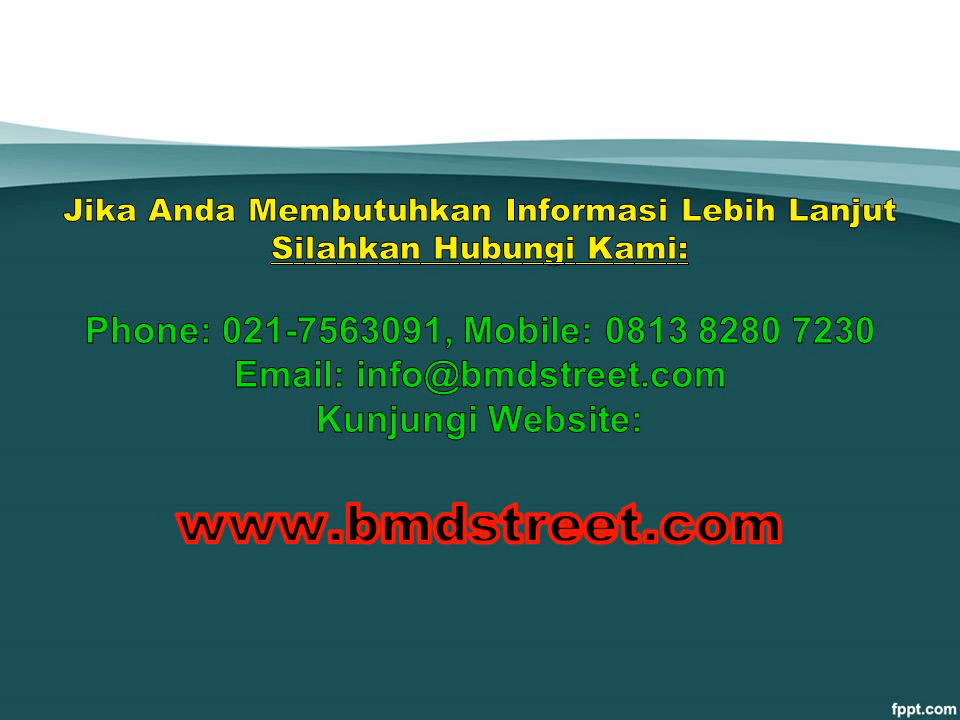 Jika Anda Membutuhkan Informasi Lebih Lanjut
Silahkan Hubungi Kami:
Phone: 021-7563091, Mobile: 0813 8280 7230
Email: info@bmdstreet.com
Kunjungi Website:
www.bmdstreet.com
fppt.com